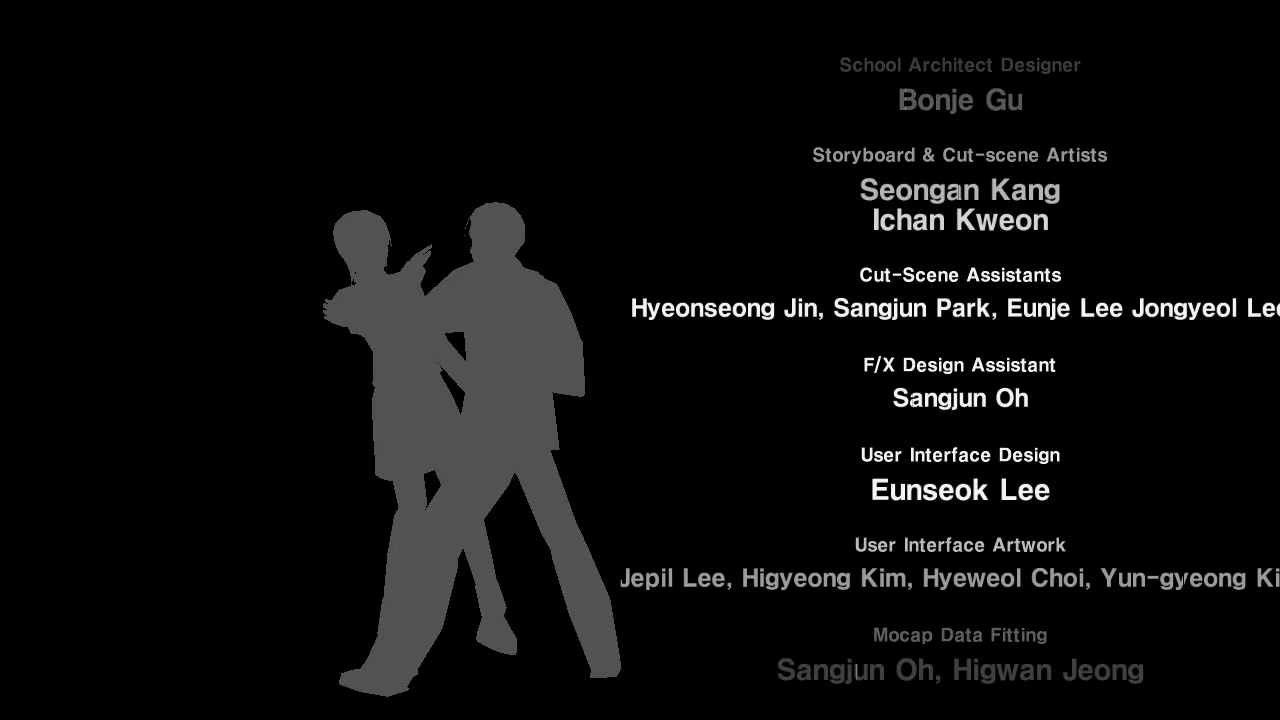 School Architect Designer
Bonje Gu
Storyboard & Cut-scene Artists
Seongan Kang
Ichan Kweon
Cut-Scene Assistants
Hyeonseong Jin, Sangjun Park, Eunje Lee Jongyeol Lee
F/X Design Assistant
Sangjun Oh
User Interface Design
Eunseok Lee
User Interface Artwork
Jepil Lee, Higyeong Kim, Hyeweol Choi, Yun-gyeong
Mocap Data Fitting
Sangjun Oh, Higwan Jeong